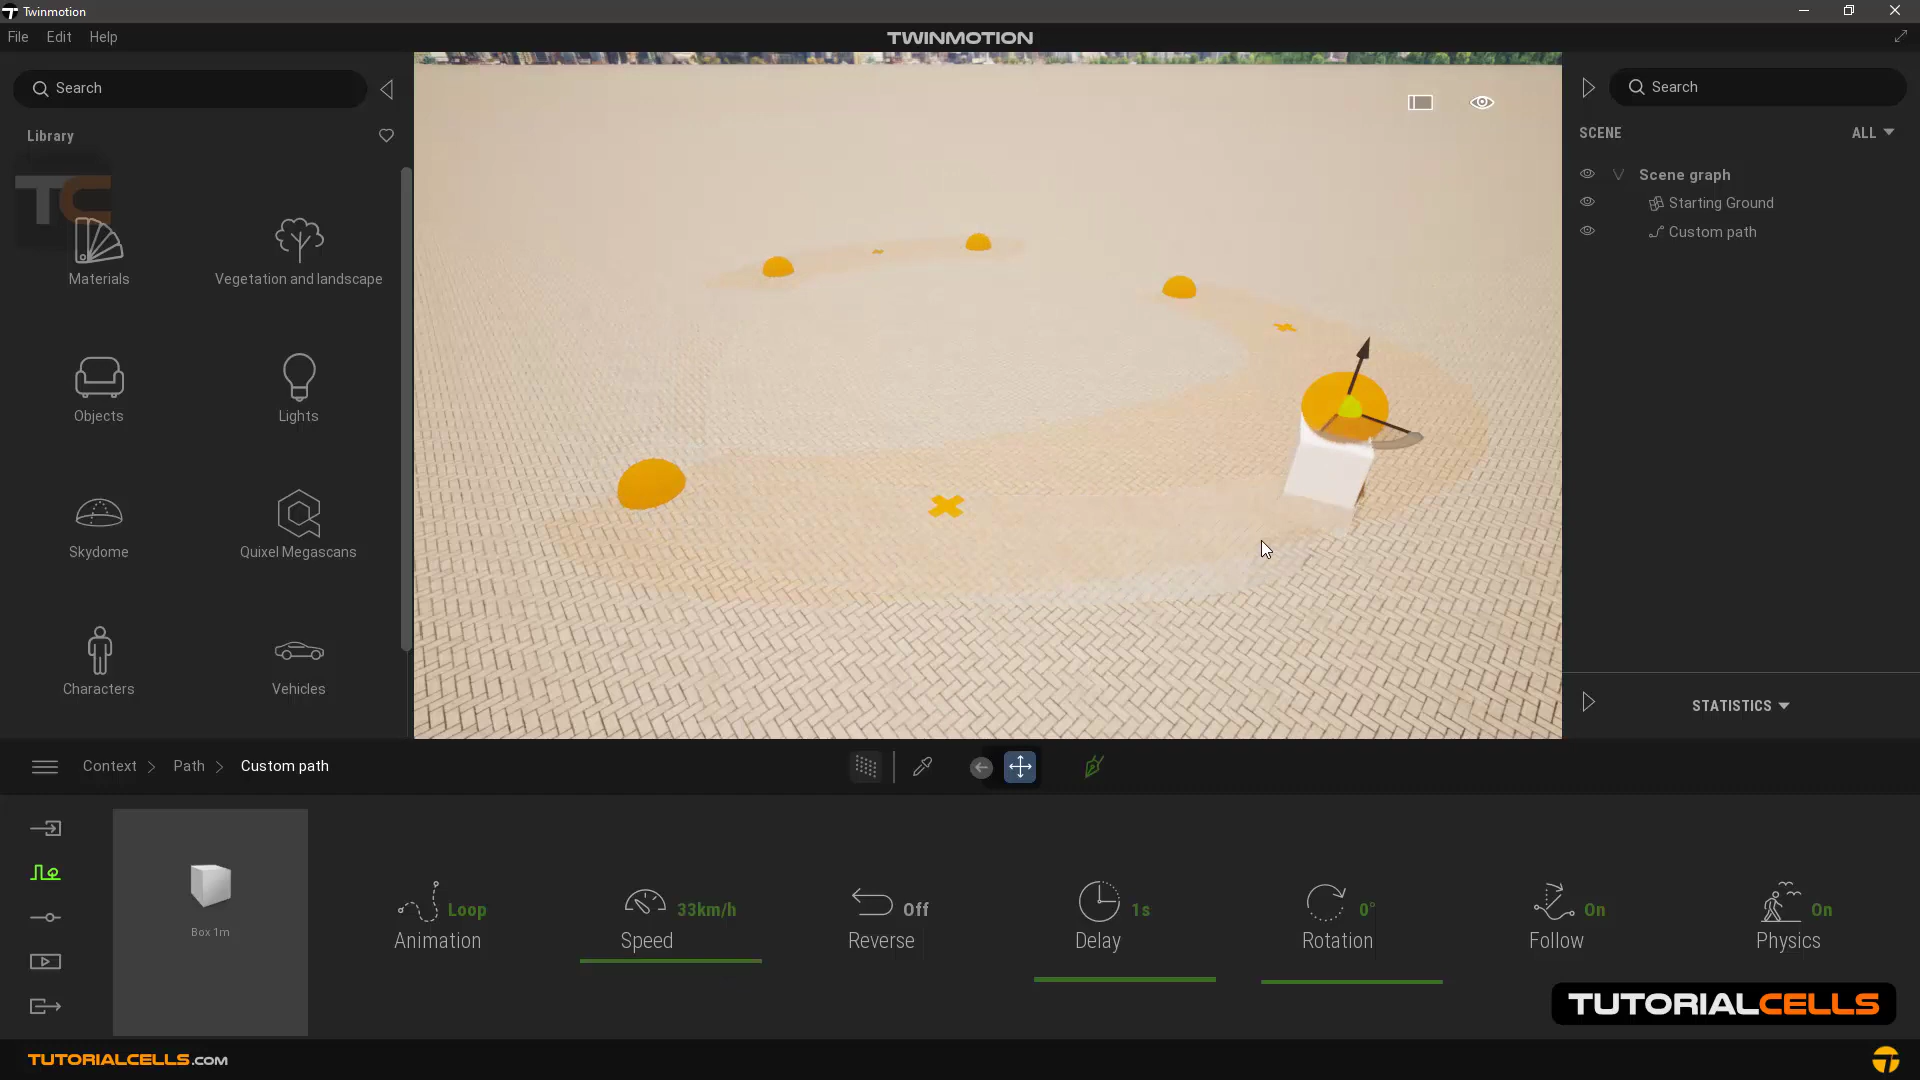 Twinmotion
File Edit Help
TWINMOTION
Search
Library
TC
Materials
Vegetation and landscape
Objects
Lights
Skydome
Quixel Megascans
Characters
Vehicles
Search
SCENE ALL
Scene graph
Starting Ground
Custom path
STATISTICS
Context Path Custom path
Box 1m
Loop
Animation
33km/h
Speed
Off
Reverse
1s
Delay
0°
Rotation
On
Follow
On
Physics
TUTORIALCELLS
TUTORIALCELLS.COM